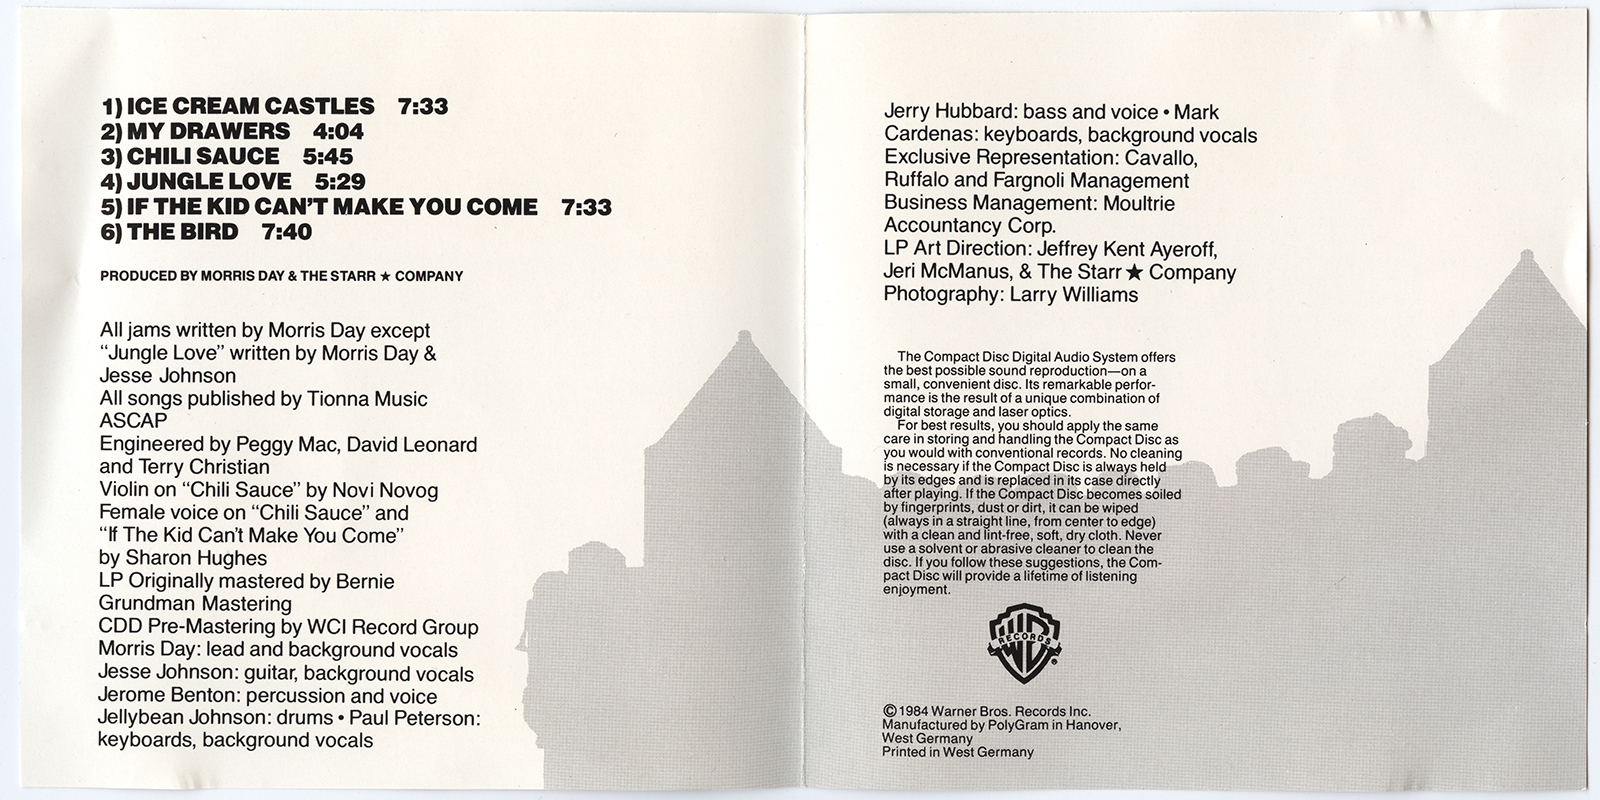 1) ICE CREAM CASTLES 7:33
2) MY DRAWERS 4:04
3) CHILI SAUCE 5:45
4) JUNGLE LOVE 5:29
5) IF THE KID CAN'T MAKE YOU COME 7:33
6) THE BIRD 7:40
PRODUCED BY MORRIS DAY & THE STARR ★ COMPANY
All jams written by Morris Day except
“Jungle Love” written by Morris Day &
Jesse Johnson
All songs published by Tionna Music
ASCAP
Engineered by Peggy Mac, David Leonard
and Terry Christian
Violin on “Chili Sauce” by Novi Novog
Female voice on “Chili Sauce” and
“If The Kid Can't Make You Come”
by Sharon Hughes
LP Originally mastered by Bernie
Grundman Mastering
CDD Pre-Mastering by WCI Record Group
Morris Day: lead and background vocals
Jesse Johnson: guitar, background vocals
Jerome Benton: percussion and voice
Jellybean Johnson: drums • Paul Peterson:
keyboards, background vocals
Jerry Hubbard: bass and voice • Mark
Cardenas: keyboards, background vocals
Exclusive Representation: Cavallo,
Ruffalo and Fargnoli Management
Business Management: Moultrie
Accountancy Corp.
LP Art Direction: Jeffrey Kent Ayeroff,
Jeri McManus, & The Starr ★ Company
Photography: Larry Williams
The Compact Disc Digital Audio System offers
the best possible sound reproduction—on a
small, convenient disc. Its remarkable perfor-
mance is the result of a unique combination of
digital storage and laser optics.
For best results, you should apply the same
care in storing and handling the Compact Disc as
you would with conventional records. No cleaning
is necessary if the Compact Disc is always held
by its edges and is replaced in its case directly
after playing. If the Compact Disc becomes soiled
by fingerprints, dust or dirt, it can be wiped
(always in a straight line, from center to edge)
with a clean and lint-free, soft, dry cloth. Never
use a solvent or abrasive cleaner to clean the
disc. If you follow these suggestions, the Com-
pact Disc will provide a lifetime of listening
enjoyment.
WB
RECORDS
®
© 1984 Warner Bros. Records Inc.
Manufactured by PolyGram in Hanover,
West Germany
Printed in West Germany